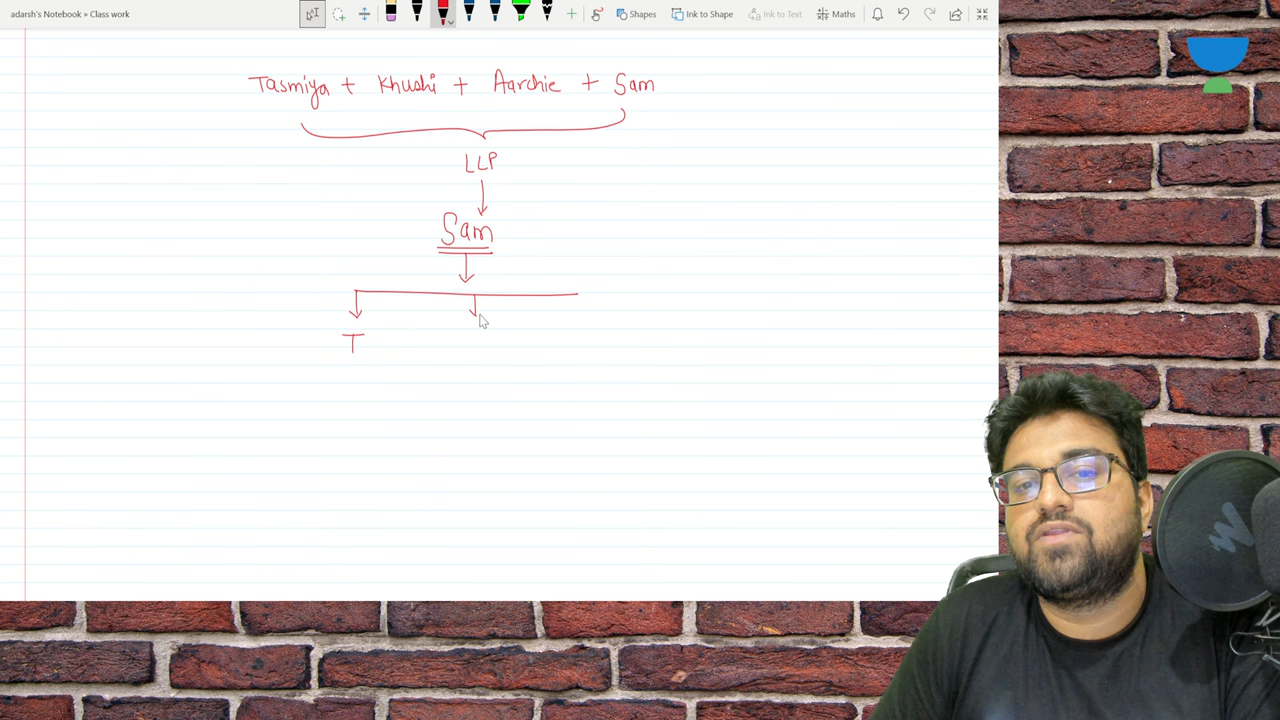 adarsh's Notebook » Class work
Shapes Ink to Shape Ink to Text Maths
Tasmiya + Khushi + Aarchie + Sam
LLP
Sam
T